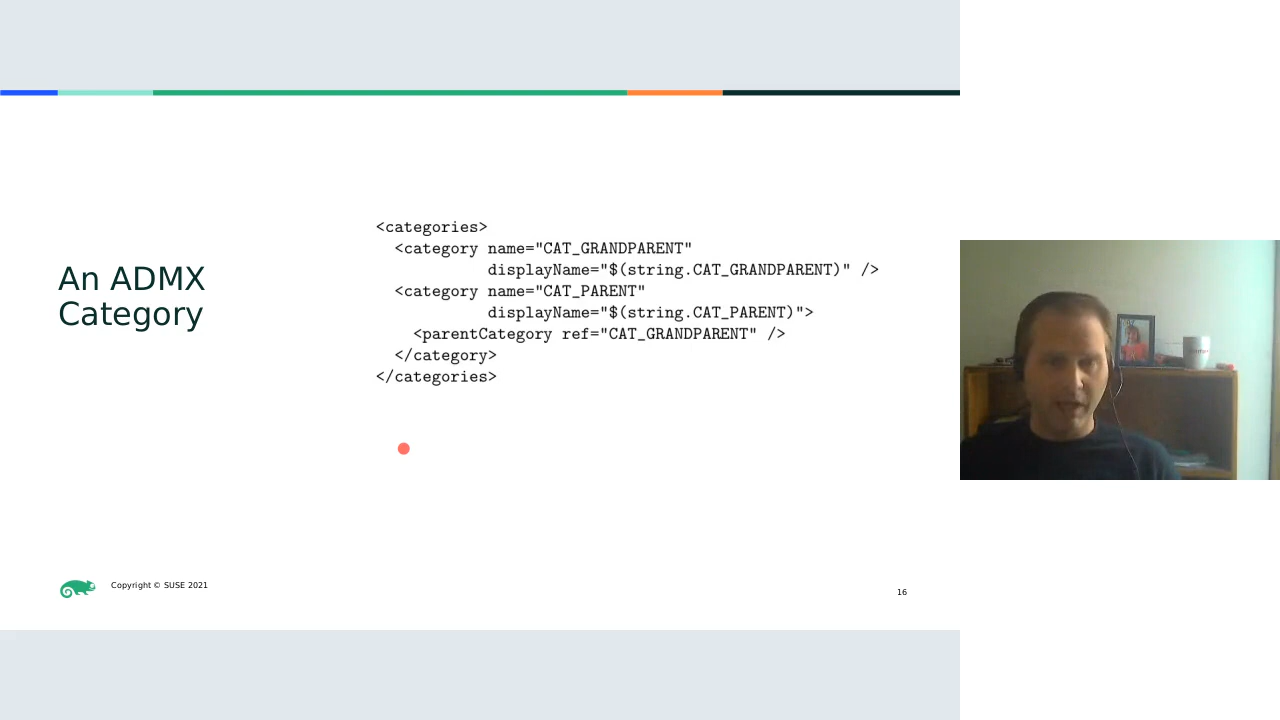 An ADMX
Category
<categories>
  <category name="CAT_GRANDPARENT"
            displayName="$(string.CAT_GRANDPARENT)" />
  <category name="CAT_PARENT"
            displayName="$(string.CAT_PARENT)">
    <parentCategory ref="CAT_GRANDPARENT" />
  </category>
</categories>
Copyright © SUSE 2021
16